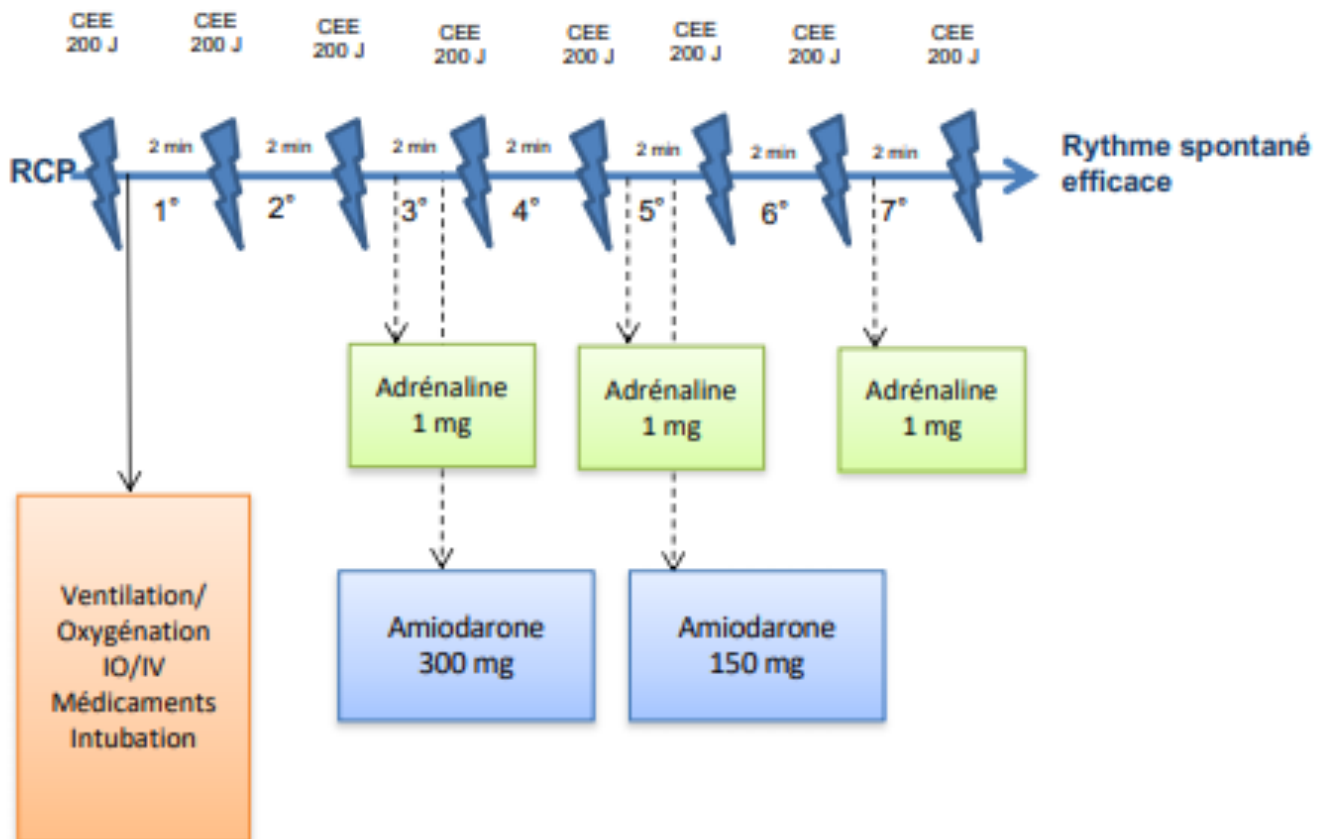 CEE
200 J
CEE
200 J
CEE
200 J
CEE
200 J
CEE
200 J
CEE
200 J
CEE
200 J
CEE
200 J
RCP
2 min
2 min
2 min
2 min
2 min
2 min
2 min
Rythme spontané
efficace
1°
2°
3°
4°
5°
6°
7°
Adrénaline
1 mg
Adrénaline
1 mg
Adrénaline
1 mg
Ventilation/
Oxygénation
IO/IV
Médicaments
Intubation
Amiodarone
300 mg
Amiodarone
150 mg